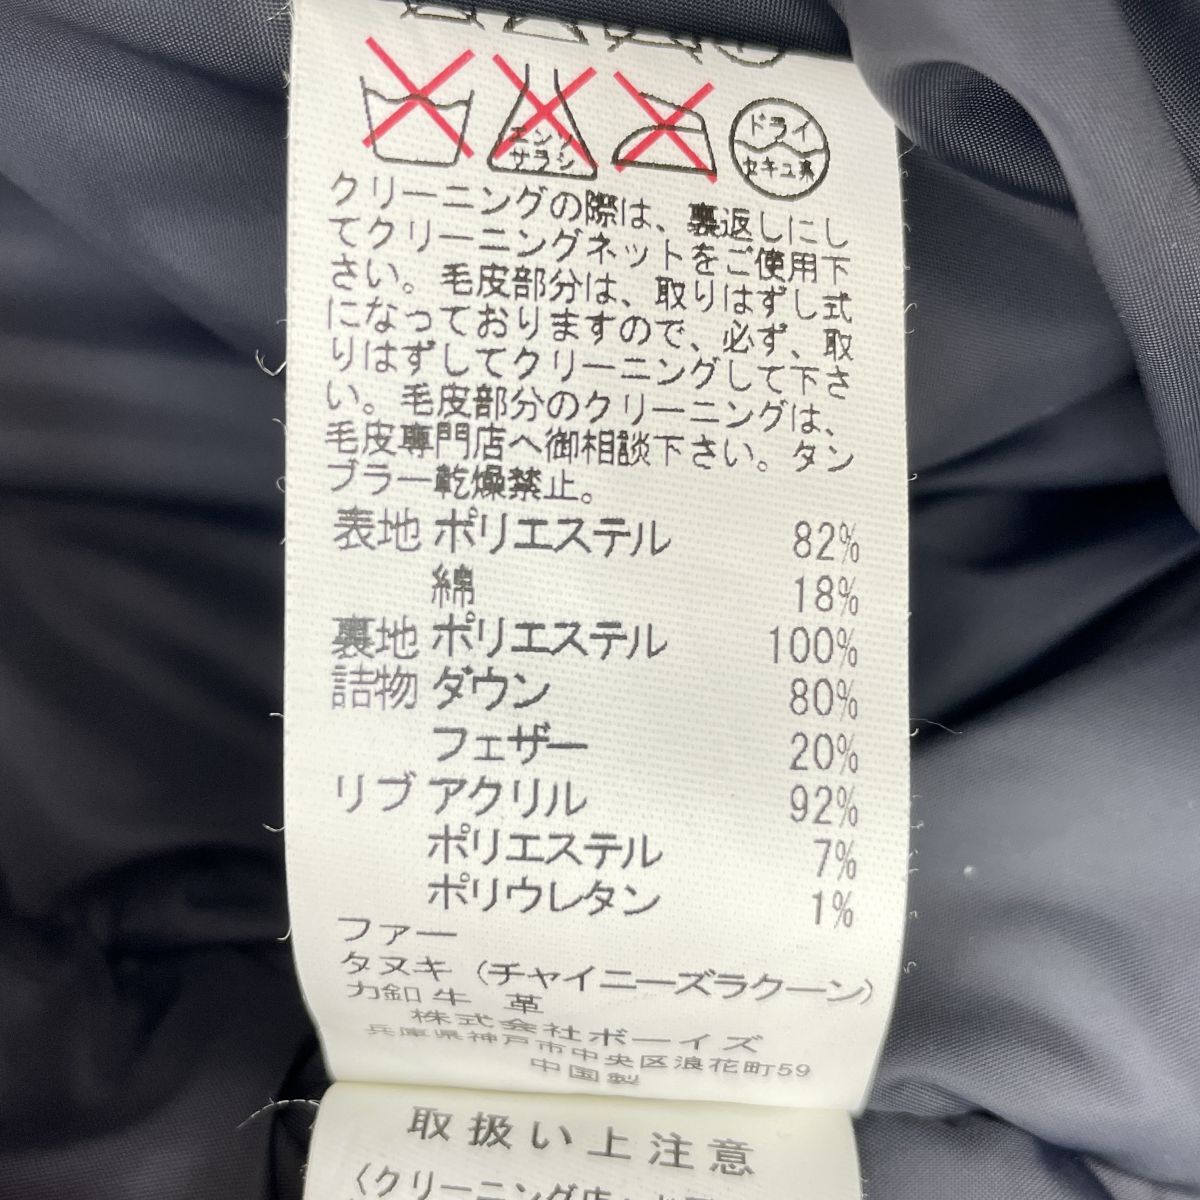 エンソ
サラシ
ドライ
セキユ系
クリーニングの際は、裏返しにし
てクリーニングネットをご使用下
さい。毛皮部分は、取りはずし式
になっておりますので、必ず、取
りはずしてクリーニングして下さ
い。毛皮部分のクリーニングは、
毛皮専門店へ御相談下さい。タン
ブラー乾燥禁止。
表地 ポリエステル 82%
綿 18%
裏地 ポリエステル 100%
詰物 ダウン 80%
フェザー 20%
リブ アクリル 92%
ポリエステル 7%
ポリウレタン 1%
ファー
タヌキ (チャイニーズラクーン)
力釦 牛 革
株式会社ボーイズ
兵庫県神戸市中央区浪花町59
中国製
取扱い上注意
〈クリーニング店